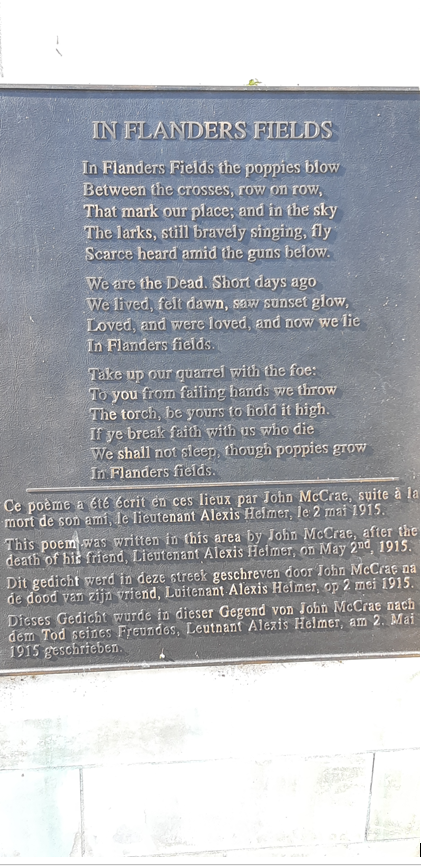 IN FLANDERS FIELDS
In Flanders Fields the poppies blow
Between the crosses, row on row,
That mark our place; and in the sky
The larks, still bravely singing, fly
Scarce heard amid the guns below.
We are the Dead. Short days ago
We lived, felt dawn, saw sunset glow,
Loved, and were loved, and now we lie
In Flanders fields.
Take up our quarrel with the foe:
To you from failing hands we throw
The torch, be yours to hold it high.
If ye break faith with us who die
We shall not sleep, though poppies grow
In Flanders fields.
Ce poème a été écrit en ces lieux par John McCrae, suite à la
mort de son ami, le lieutenant Alexis Helmer, le 2 mai 1915.
This poem was written in this area by John McCrae, after the
death of his friend, Lieutenant Alexis Helmer, on May 2nd, 1915.
Dit gedicht werd in deze streek geschreven door John McCrae na
de dood van zijn vriend, Luitenant Alexis Helmer, op 2 mei 1915.
Dieses Gedicht wurde in dieser Gegend von John McCrae nach
dem Tod seines Freundes, Leutnant Alexis Helmer, am 2. Mai
1915 geschrieben.